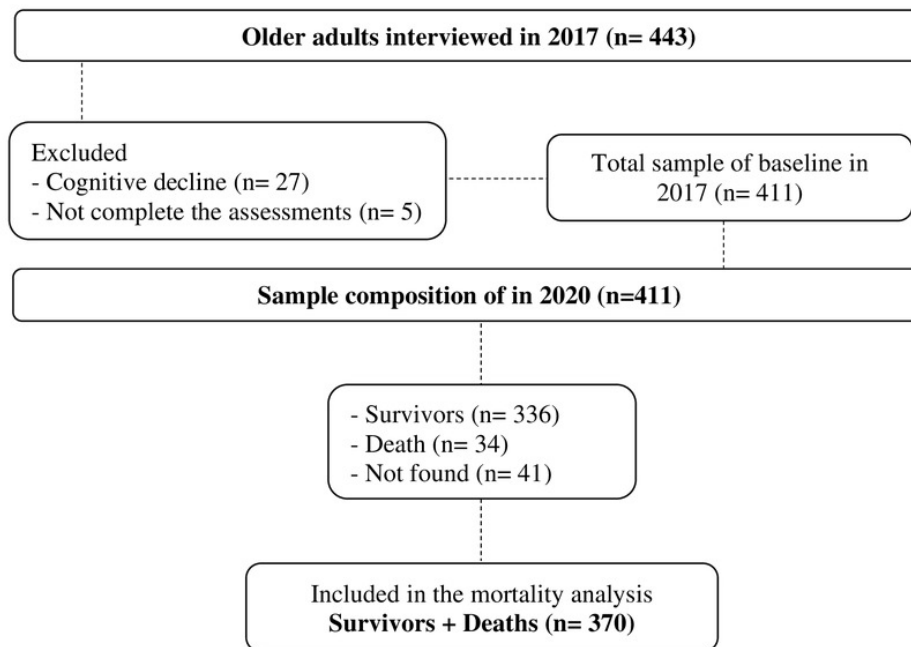 Older adults interviewed in 2017 (n= 443)
Excluded
- Cognitive decline (n= 27)
- Not complete the assessments (n= 5)
Total sample of baseline in
2017 (n= 411)
Sample composition of in 2020 (n=411)
- Survivors (n= 336)
- Death (n= 34)
- Not found (n= 41)
Included in the mortality analysis
Survivors + Deaths (n= 370)